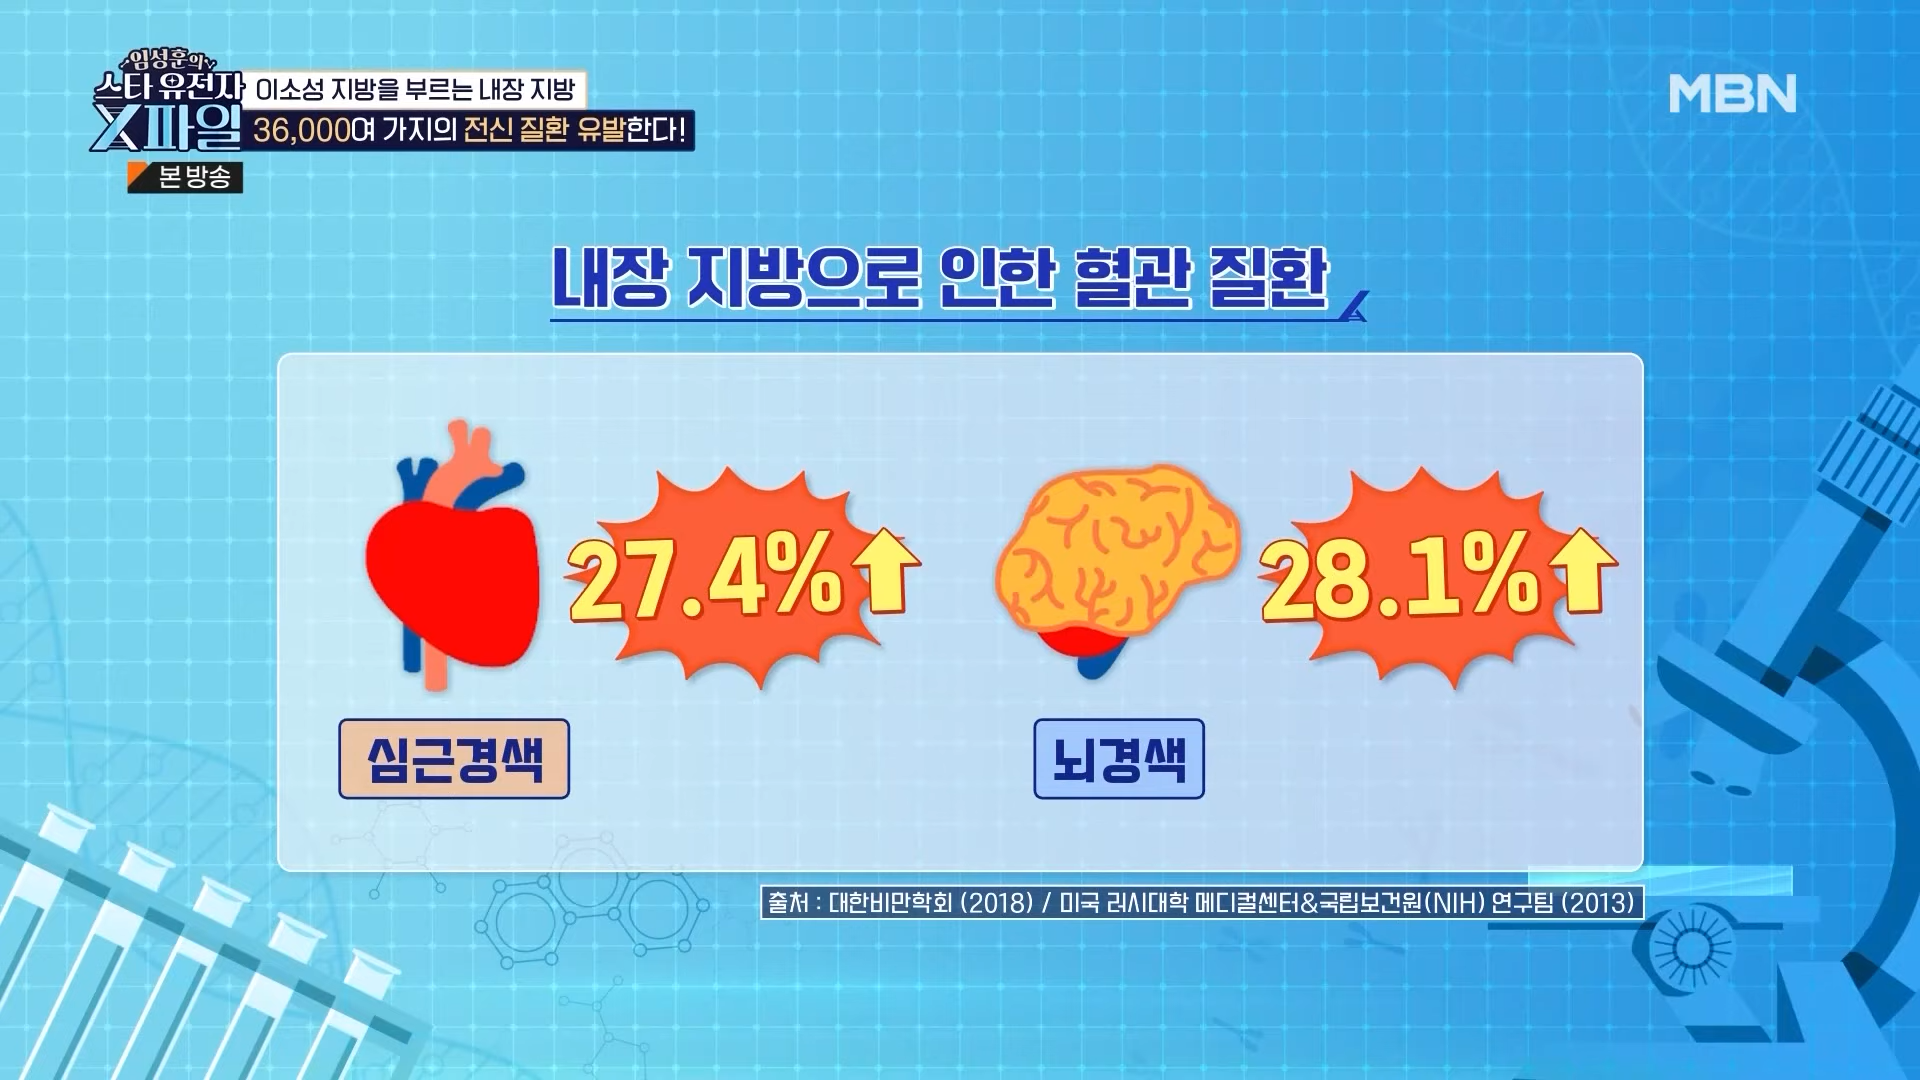 임성훈의
스타 유전자
X파일
이소성 지방을 부르는 내장 지방
36,000여 가지의 전신 질환 유발한다!
본 방송
MBN
내장 지방으로 인한 혈관 질환
27.4%
28.1%
심근경색
뇌경색
출처 : 대한비만학회 (2018) / 미국 러시대학 메디컬센터&국립보건원(NIH) 연구팀 (2013)